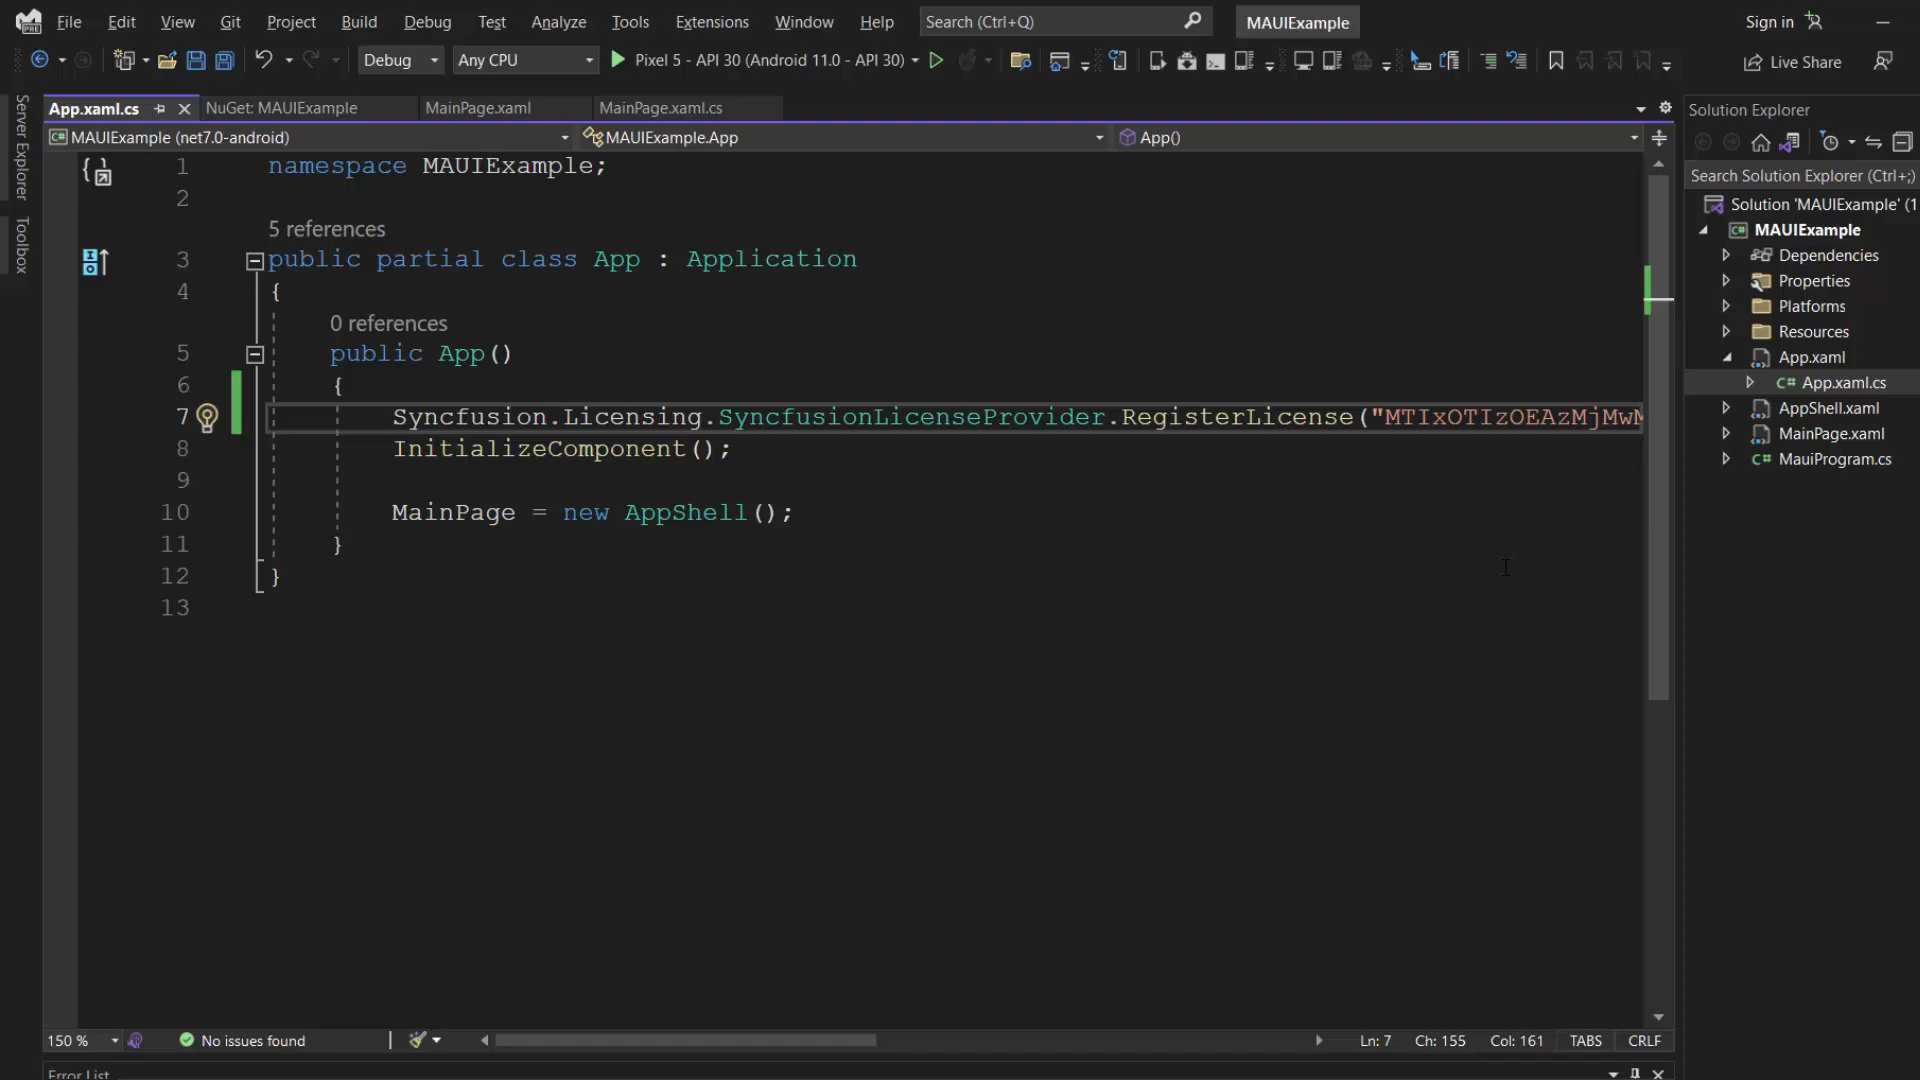 File Edit View Git Project Build Debug Test Analyze Tools Extensions Window Help Search (Ctrl+Q) MAUIExample Sign in
Debug Any CPU Pixel 5 - API 30 (Android 11.0 - API 30) Live Share
Server Explorer
Toolbox
App.xaml.cs NuGet: MAUIExample MainPage.xaml MainPage.xaml.cs
MAUIExample (net7.0-android) MAUIExample.App App()
1 namespace MAUIExample;
2
5 references
3 public partial class App : Application
4 {
0 references
5 public App()
6 {
7 Syncfusion.Licensing.SyncfusionLicenseProvider.RegisterLicense("MTIxOTIzOEAzMjMwM
8 InitializeComponent();
9
10 MainPage = new AppShell();
11 }
12 }
13
Solution Explorer
Search Solution Explorer (Ctrl+;)
Solution 'MAUIExample' (1
MAUIExample
Dependencies
Properties
Platforms
Resources
App.xaml
App.xaml.cs
AppShell.xaml
MainPage.xaml
MauiProgram.cs
150 % No issues found Ln: 7 Ch: 155 Col: 161 TABS CRLF
Error List